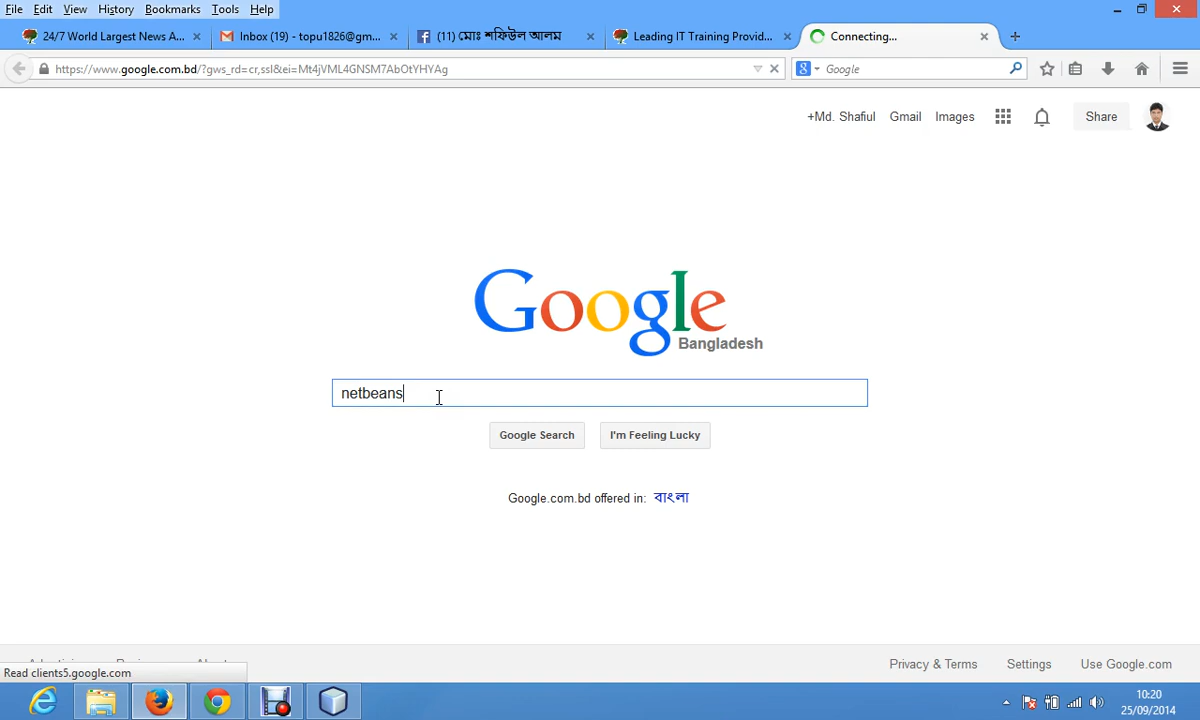 File Edit View History Bookmarks Tools Help
24/7 World Largest News A... Inbox (19) - topu1826@gm... (11) মোঃ শফিউল আলম Leading IT Training Provid... Connecting...
https://www.google.com.bd/?gws_rd=cr,ssl&ei=Mt4jVML4GNSM7AbOtYHYAg Google
+Md. Shafiul Gmail Images Share
Google
Bangladesh
netbeans
Google Search I'm Feeling Lucky
Google.com.bd offered in: বাংলা
Privacy & Terms Settings Use Google.com
Read clients5.google.com
10:20
25/09/2014